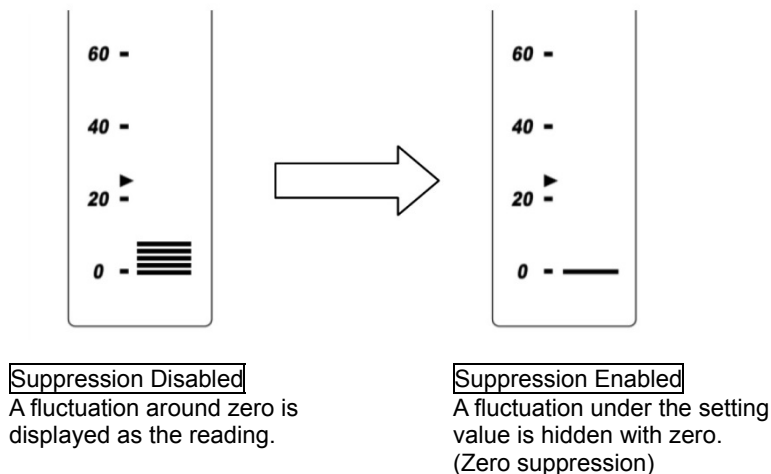 60
40
20
0
60
40
20
0
Suppression Disabled
A fluctuation around zero is
displayed as the reading.
Suppression Enabled
A fluctuation under the setting
value is hidden with zero.
(Zero suppression)